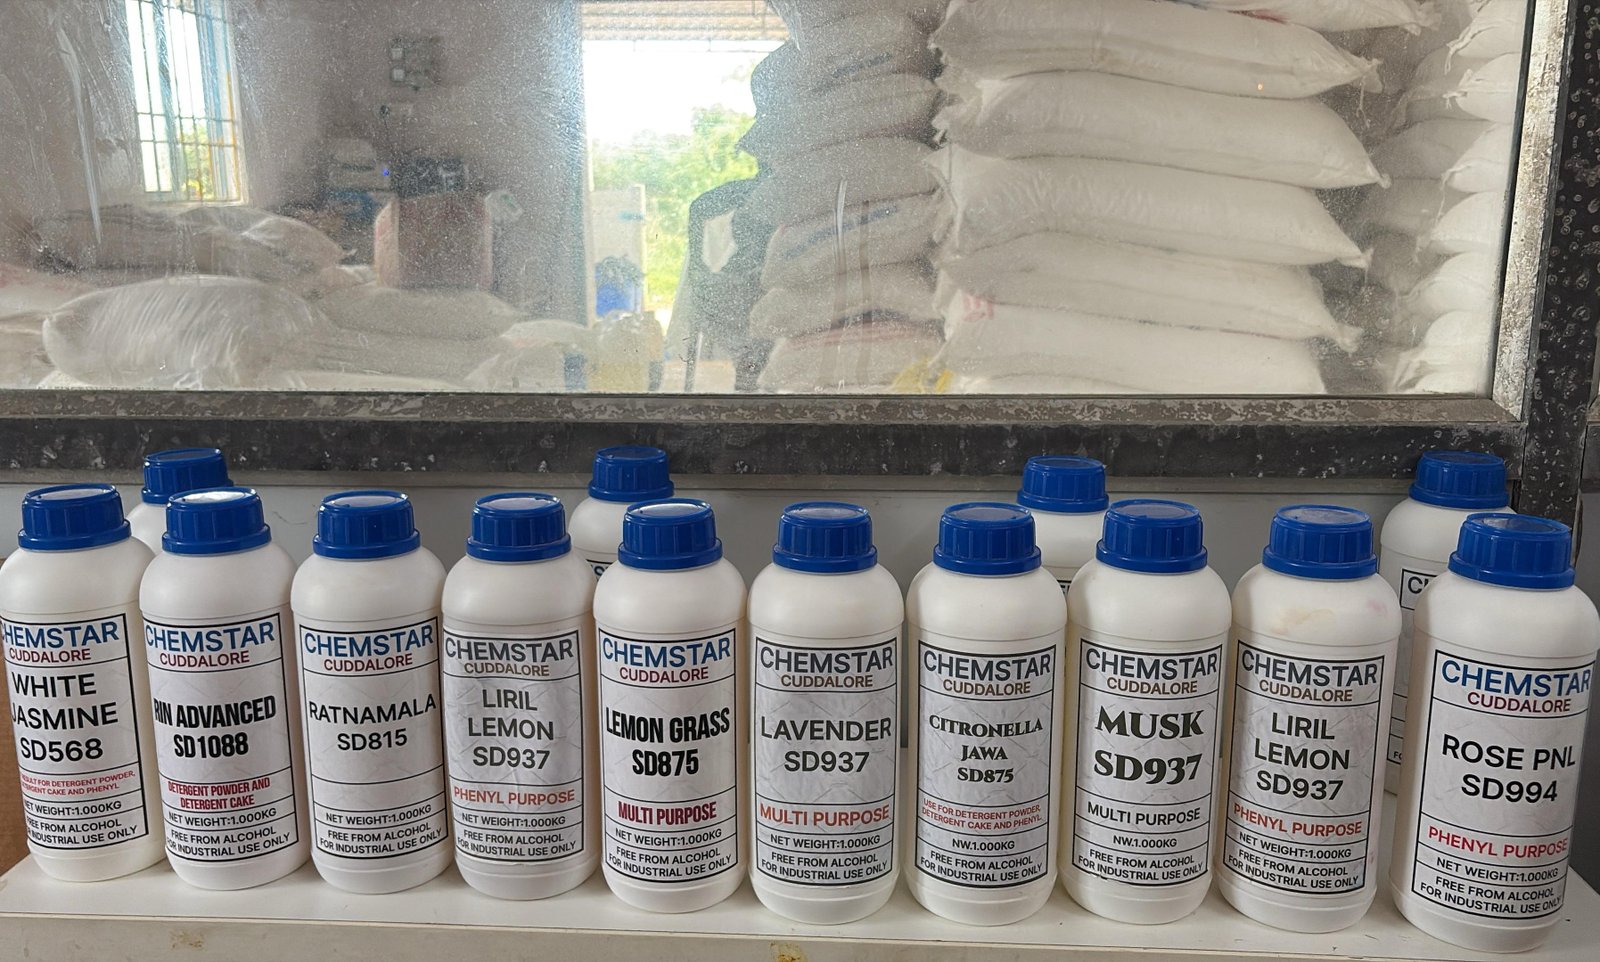 CHEMSTAR
CUDDALORE
WHITE
JASMINE
SD568
DETERGENT CAKE AND PHENYL
NET WEIGHT:1.000KG
FREE FROM ALCOHOL
INDUSTRIAL USE ONLY
CHEMSTAR
CUDDALORE
RIN ADVANCED
SD1088
DETERGENT POWDER AND
DETERGENT CAKE
NET WEIGHT:1.000KG
FREE FROM ALCOHOL
FOR INDUSTRIAL USE ONLY
CHEMSTAR
CUDDALORE
RATNAMALA
SD815
NET WEIGHT:1.000KG
FREE FROM ALCOHOL
FOR INDUSTRIAL USE ONLY
CHEMSTAR
CUDDALORE
LIRIL
LEMON
SD937
PHENYL PURPOSE
NET WEIGHT:1.000KG
FREE FROM ALCOHOL
FOR INDUSTRIAL USE ONLY
CHEMSTAR
CUDDALORE
LEMON GRASS
SD875
MULTI PURPOSE
NET WEIGHT:1.000KG
FREE FROM ALCOHOL
FOR INDUSTRIAL USE ONLY
CHEMSTAR
CUDDALORE
LAVENDER
SD937
MULTI PURPOSE
NET WEIGHT:1.000KG
FREE FROM ALCOHOL
FOR INDUSTRIAL USE ONLY
CHEMSTAR
CUDDALORE
CITRONELLA
JAWA
SD875
USE FOR DETERGENT POWDER,
DETERGENT CAKE AND PHENYL
NW.1.000KG
FREE FROM ALCOHOL
FOR INDUSTRIAL USE ONLY
CHEMSTAR
CUDDALORE
MUSK
SD937
MULTI PURPOSE
NW.1.000KG
FREE FROM ALCOHOL
FOR INDUSTRIAL USE ONLY
CHEMSTAR
CUDDALORE
LIRIL
LEMON
SD937
PHENYL PURPOSE
NET WEIGHT:1.000KG
FREE FROM ALCOHOL
FOR INDUSTRIAL USE ONLY
CHEMSTAR
CUDDALORE
ROSE PNL
SD994
PHENYL PURPOSE
NET WEIGHT:1.000KG
FREE FROM ALCOHOL
FOR INDUSTRIAL USE ONLY